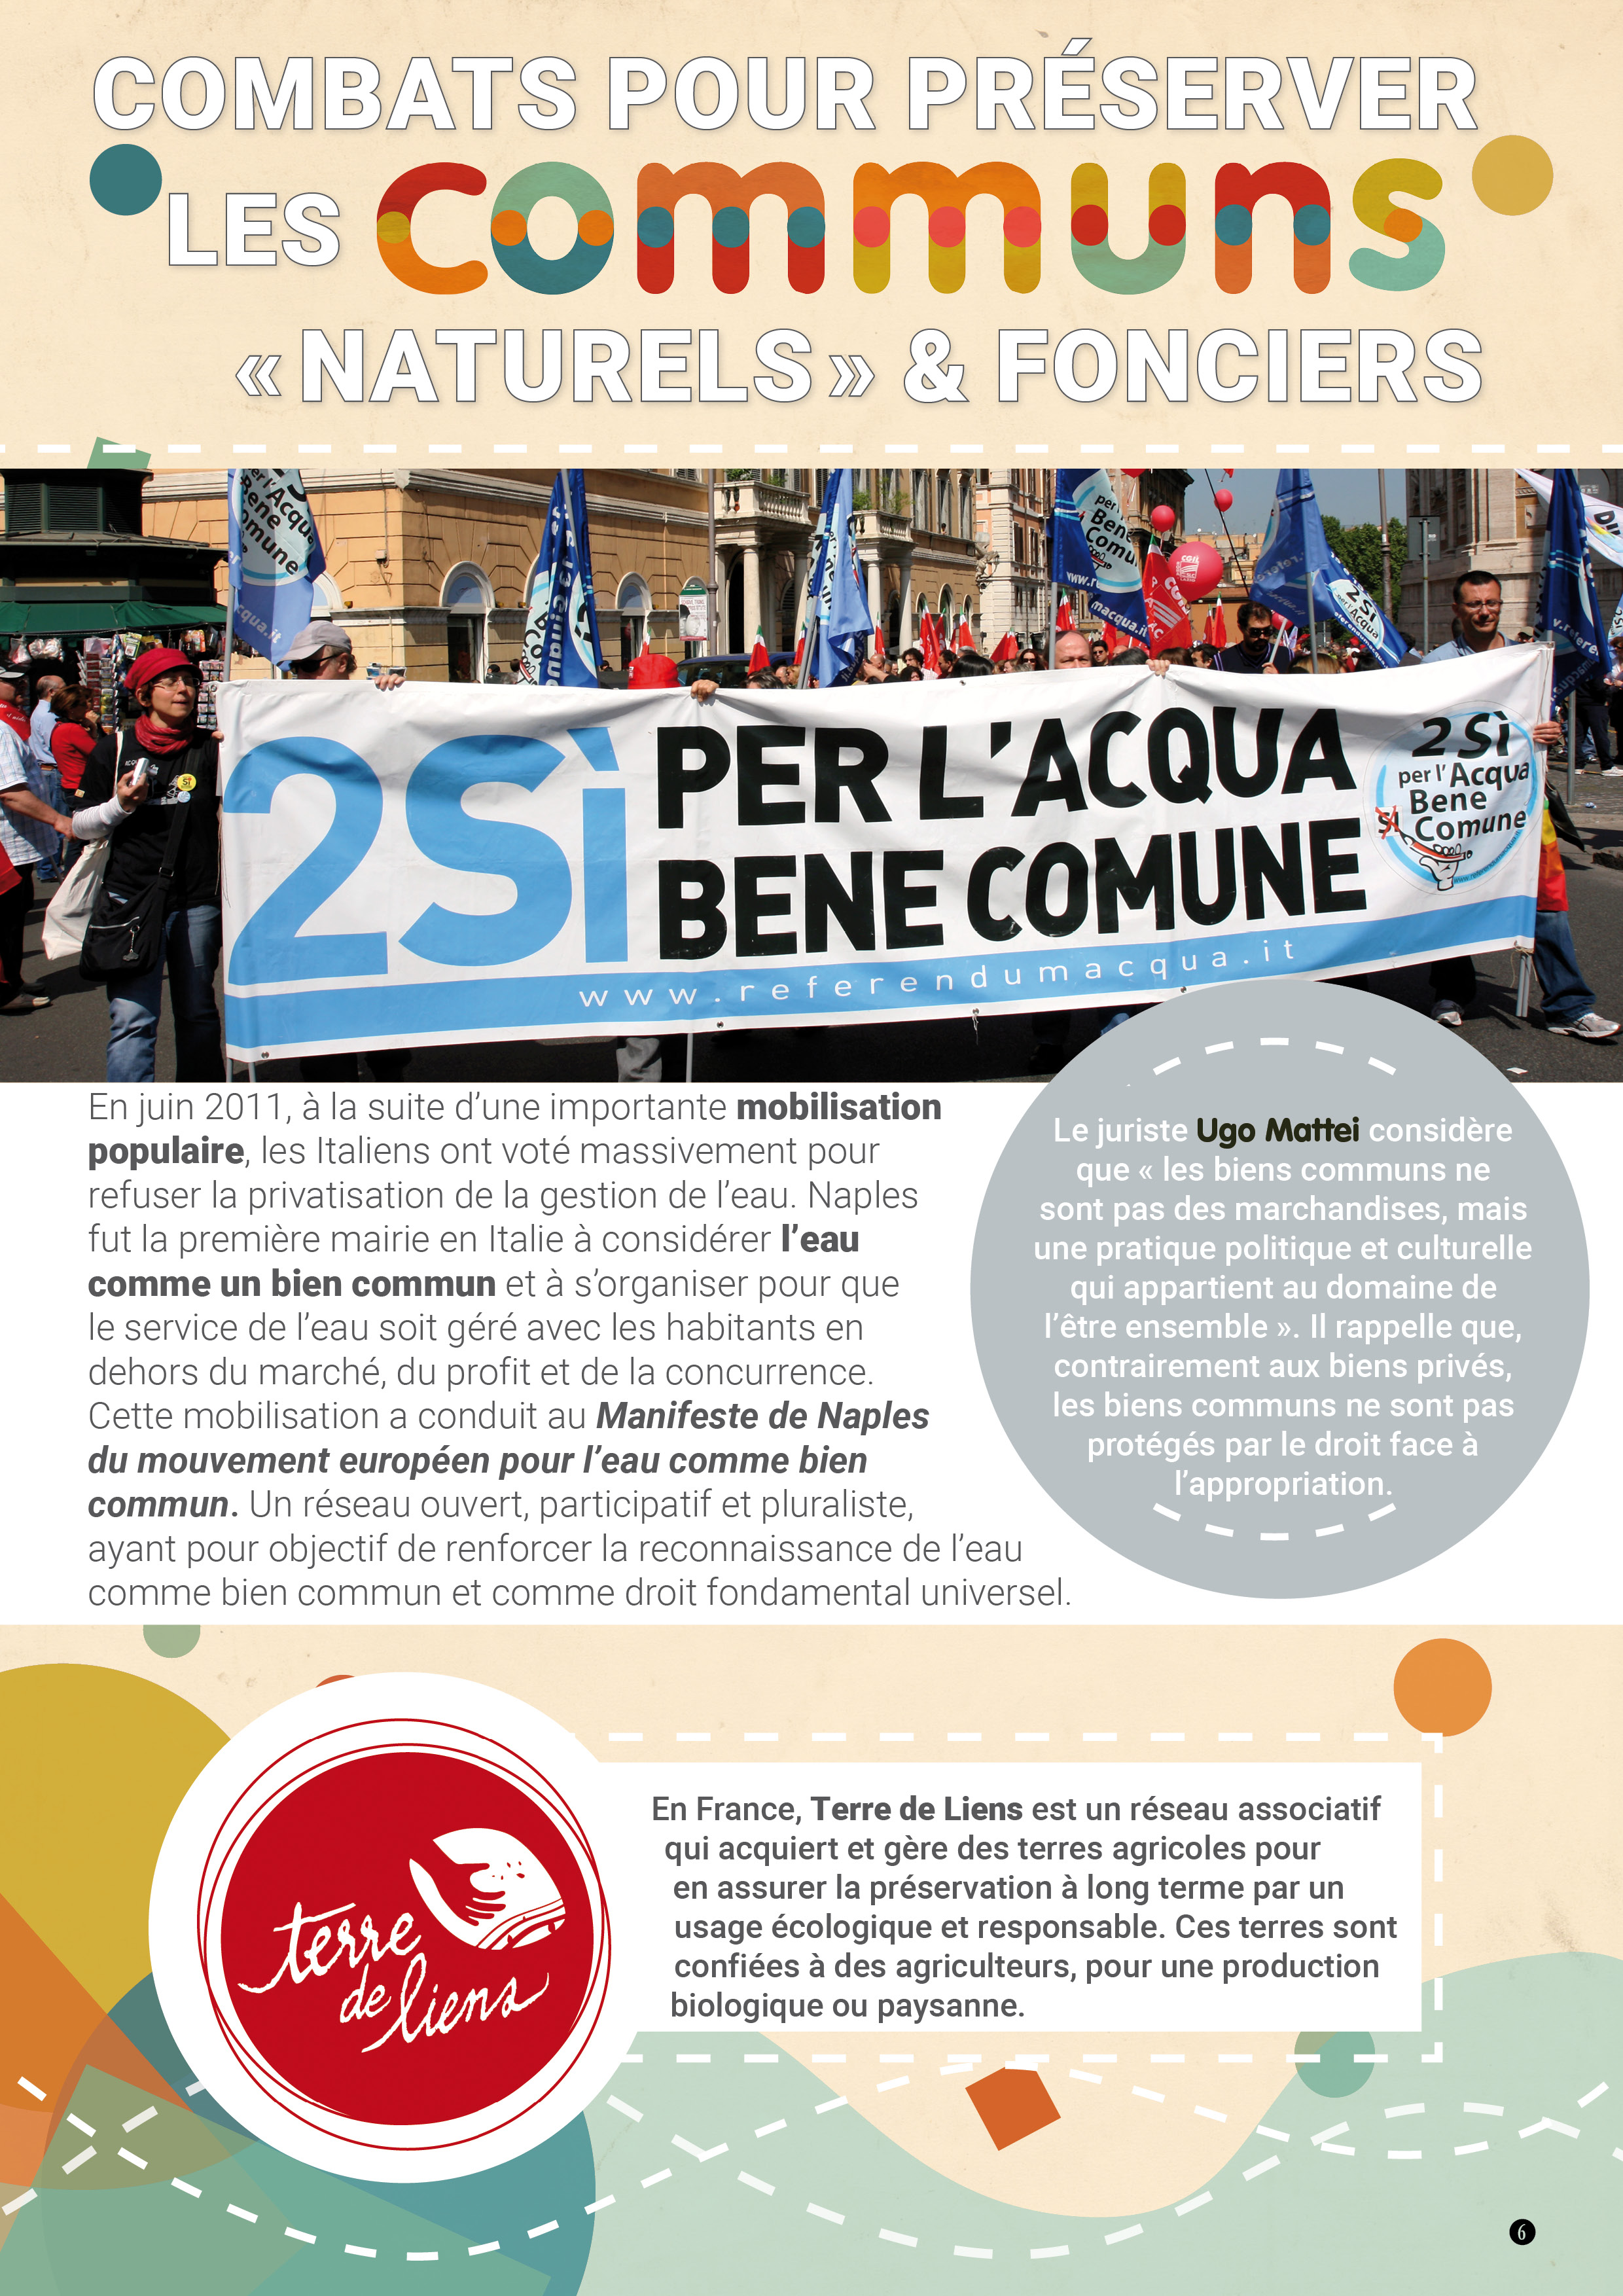 COMBATS POUR PRÉSERVER
LES communs
« NATURELS » & FONCIERS
2 Sì PER L'ACQUA
BENE COMUNE
www.referendumacqua.it
2 Sì
per l'Acqua
Bene
SI Comune
En juin 2011, à la suite d’une importante mobilisation
populaire, les Italiens ont voté massivement pour
refuser la privatisation de la gestion de l’eau. Naples
fut la première mairie en Italie à considérer l’eau
comme un bien commun et à s’organiser pour que
le service de l’eau soit géré avec les habitants en
dehors du marché, du profit et de la concurrence.
Cette mobilisation a conduit au Manifeste de Naples
du mouvement européen pour l’eau comme bien
commun. Un réseau ouvert, participatif et pluraliste,
ayant pour objectif de renforcer la reconnaissance de l’eau
comme bien commun et comme droit fondamental universel.
Le juriste Ugo Mattei considère
que « les biens communs ne
sont pas des marchandises, mais
une pratique politique et culturelle
qui appartient au domaine de
l’être ensemble ». Il rappelle que,
contrairement aux biens privés,
les biens communs ne sont pas
protégés par le droit face à
l’appropriation.
terre
de liens
En France, Terre de Liens est un réseau associatif
qui acquiert et gère des terres agricoles pour
en assurer la préservation à long terme par un
usage écologique et responsable. Ces terres sont
confiées à des agriculteurs, pour une production
biologique ou paysanne.
6